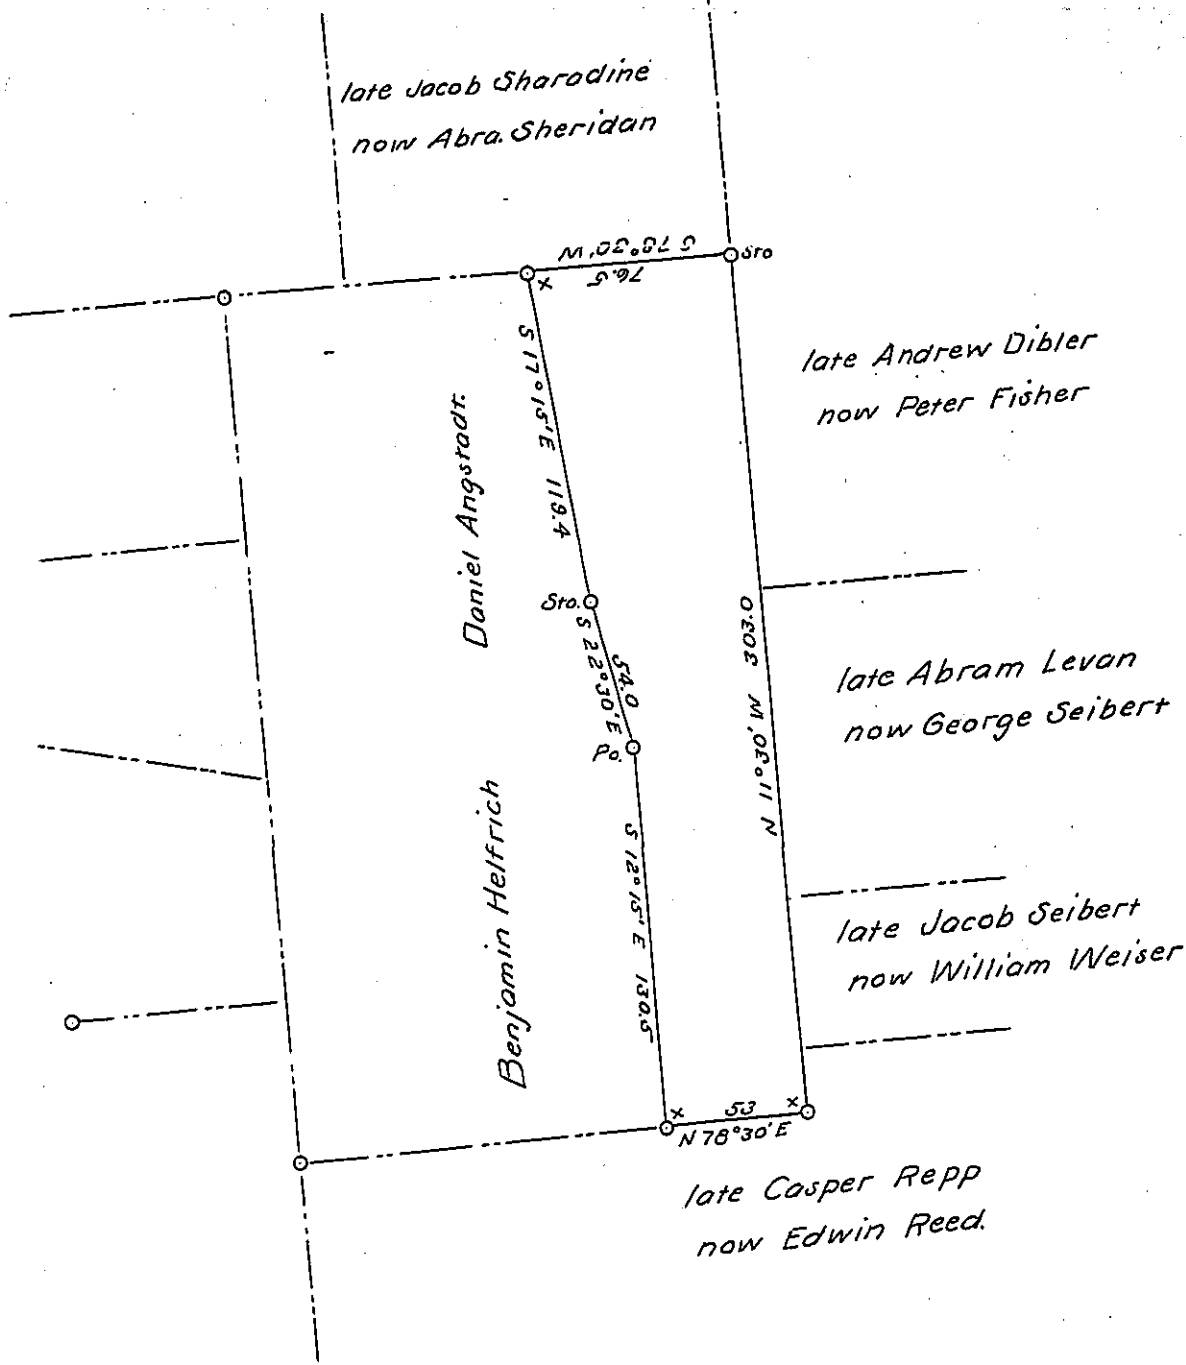 late Jacob Sharadine
now Abra. Sheridan
S 78°30' W
76.5
Sto
S 17°15' E 119.4
late Andrew Dibler
now Peter Fisher
Daniel Angstadt.
Sto.
S 22°30' E
54.0
Po.
N 11°30' W 303.0
late Abram Levan
now George Seibert
Benjamin Helfrich
S 12°15' E 130.5
late Jacob Seibert
now William Weiser
x
x
x
53
N 78°30' E
late Casper Repp
now Edwin Reed.